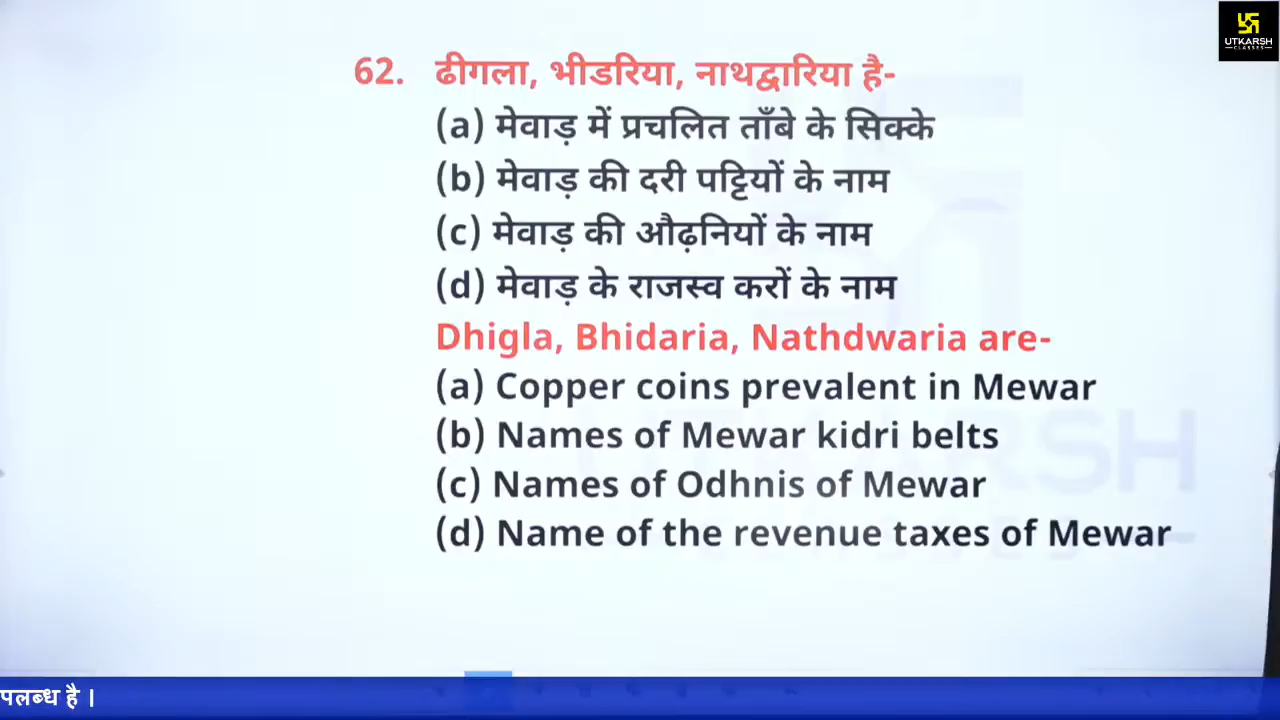 UTKARSH
CLASSES
62. ढीगला, भीडरिया, नाथद्वारिया है-
(a) मेवाड़ में प्रचलित ताँबे के सिक्के
(b) मेवाड़ की दरी पट्टियों के नाम
(c) मेवाड़ की औढ़नियों के नाम
(d) मेवाड़ के राजस्व करों के नाम
Dhigla, Bhidaria, Nathdwaria are-
(a) Copper coins prevalent in Mewar
(b) Names of Mewar kidri belts
(c) Names of Odhnis of Mewar
(d) Name of the revenue taxes of Mewar
पलब्ध है ।